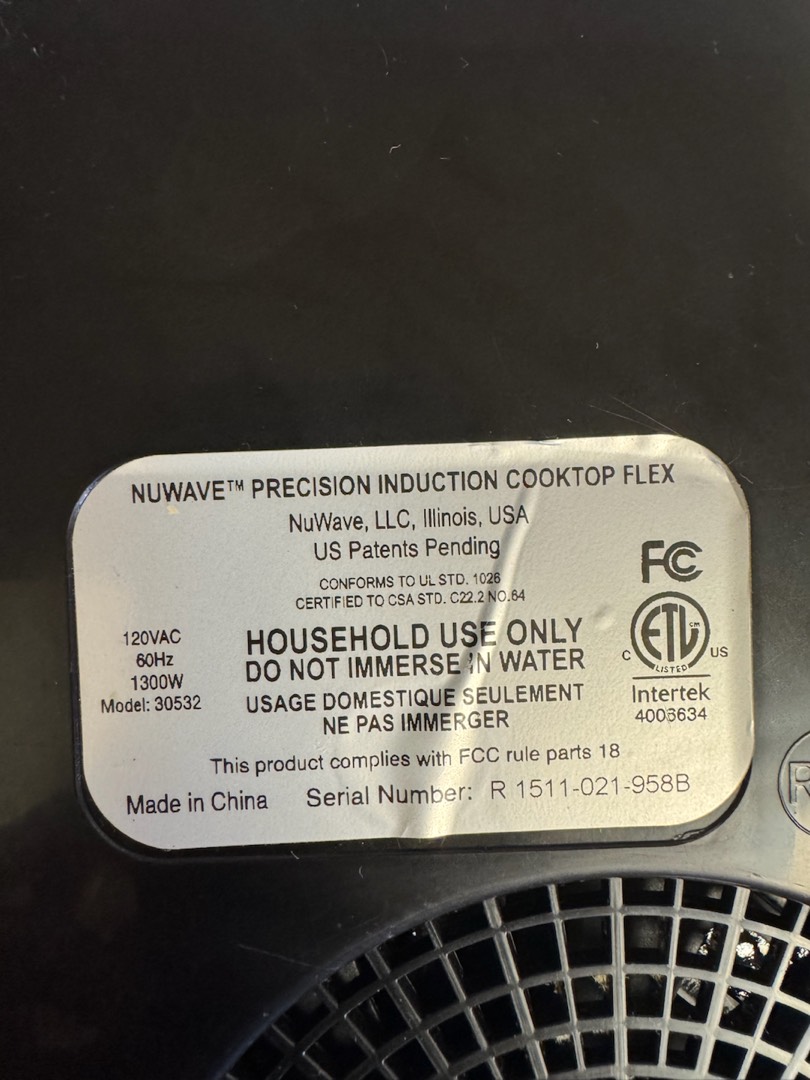 NUWAVE™ PRECISION INDUCTION COOKTOP FLEX
NuWave, LLC, Illinois, USA
US Patents Pending
CONFORMS TO UL STD. 1026
CERTIFIED TO CSA STD. C22.2 NO.64
120VAC
60Hz
1300W
Model: 30532
HOUSEHOLD USE ONLY
DO NOT IMMERSE IN WATER
USAGE DOMESTIQUE SEULEMENT
NE PAS IMMERGER
FC
C ETL CM US
LISTED
Intertek
4006634
This product complies with FCC rule parts 18
Made in China Serial Number: R 1511-021-958B
R